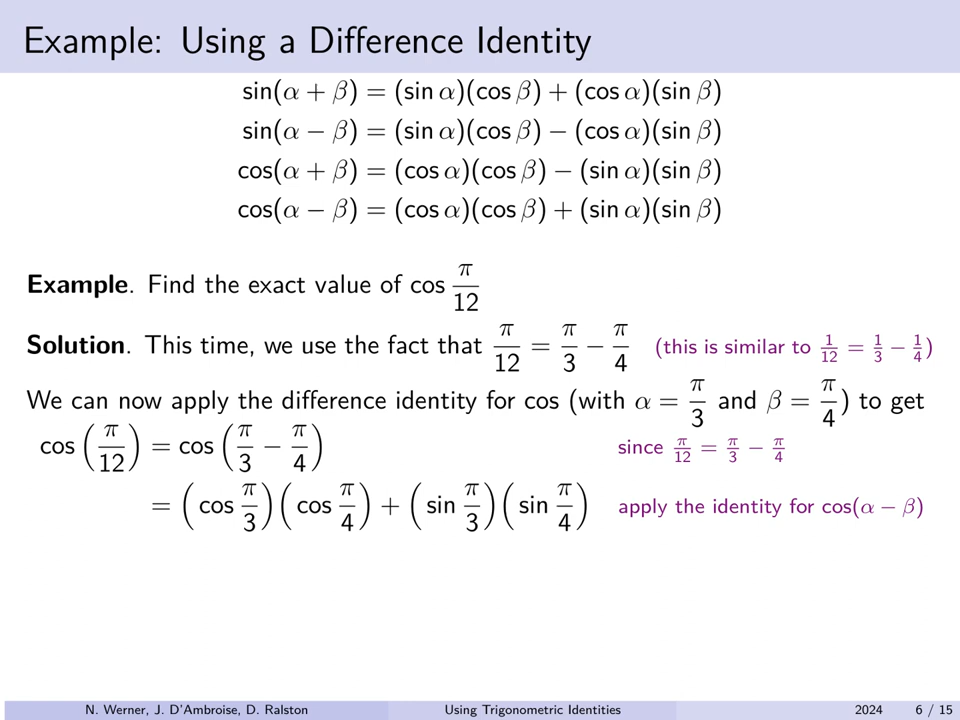 Example: Using a Difference Identity
sin(α + β) = (sin α)(cos β) + (cos α)(sin β)
sin(α − β) = (sin α)(cos β) − (cos α)(sin β)
cos(α + β) = (cos α)(cos β) − (sin α)(sin β)
cos(α − β) = (cos α)(cos β) + (sin α)(sin β)
Example. Find the exact value of cos π/12
Solution. This time, we use the fact that π/12 = π/3 − π/4 (this is similar to 1/12 = 1/3 − 1/4)
We can now apply the difference identity for cos (with α = π/3 and β = π/4) to get
cos(π/12) = cos(π/3 − π/4) since π/12 = π/3 − π/4
= (cos π/3)(cos π/4) + (sin π/3)(sin π/4) apply the identity for cos(α − β)
N. Werner, J. D'Ambroise, D. Ralston Using Trigonometric Identities 2024 6 / 15